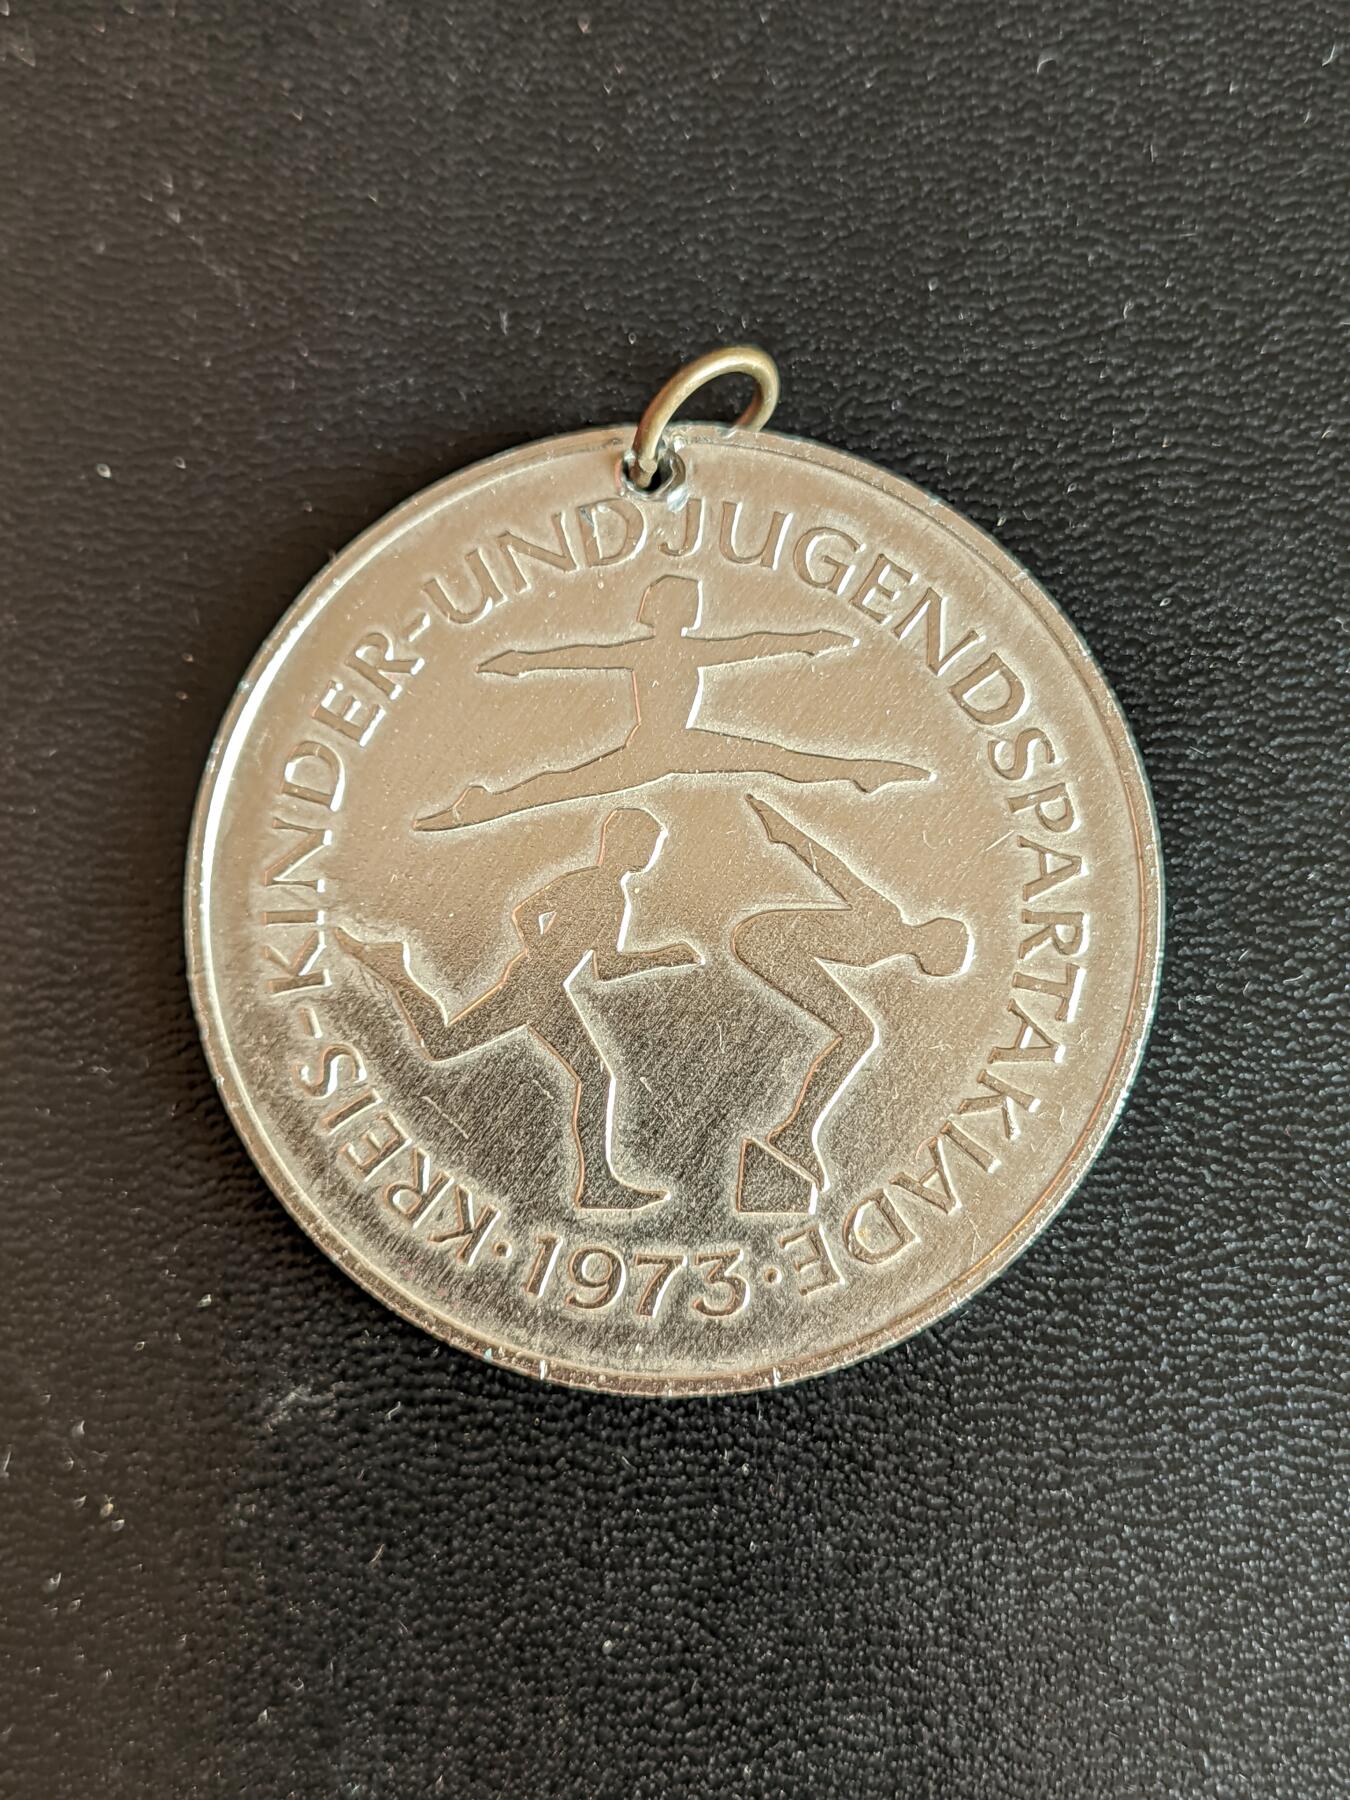 KREIS-KINDER-UND JUGENDSPARTAKIADE
·1973·